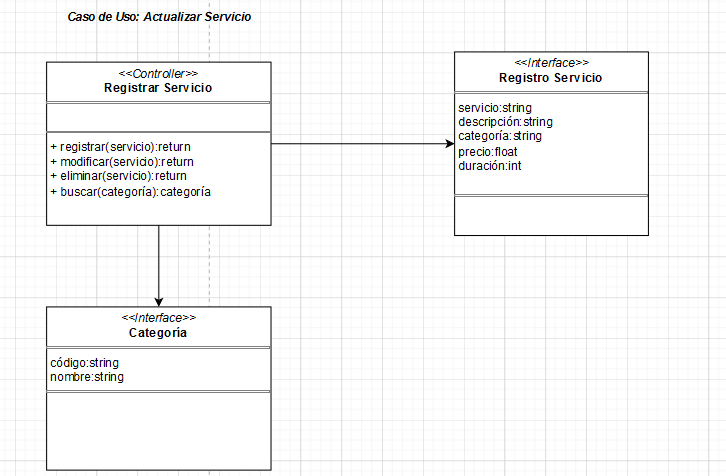 Caso de Uso: Actualizar Servicio
<<Controller>>
Registrar Servicio
+ registrar(servicio):return
+ modificar(servicio):return
+ eliminar(servicio):return
+ buscar(categoría):categoría
<<Interface>>
Registro Servicio
servicio:string
descripción:string
categoría:string
precio:float
duración:int
<<Interface>>
Categoría
código:string
nombre:string